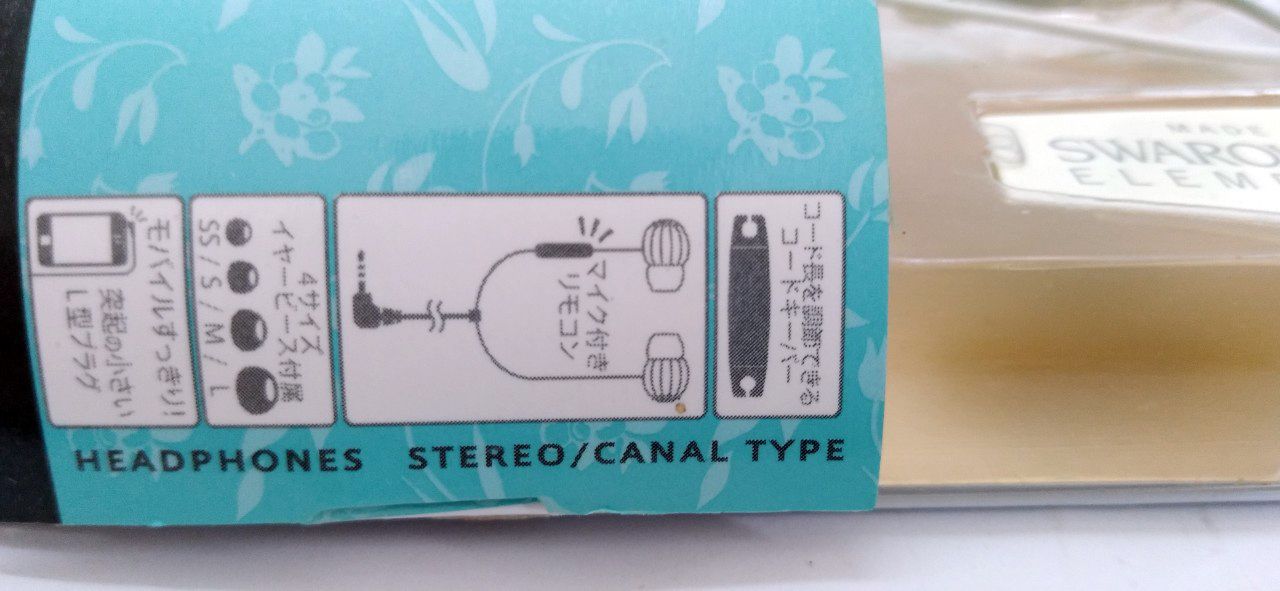 モバイルすっきり!
突起の小さい
L型プラグ
4サイズ
イヤーピース付属
SS / S / M / L
マイク付き
リモコン
コード長を調節できる
コードキーパー
HEADPHONES STEREO/CANAL TYPE
MADE
SWARO
ELEM